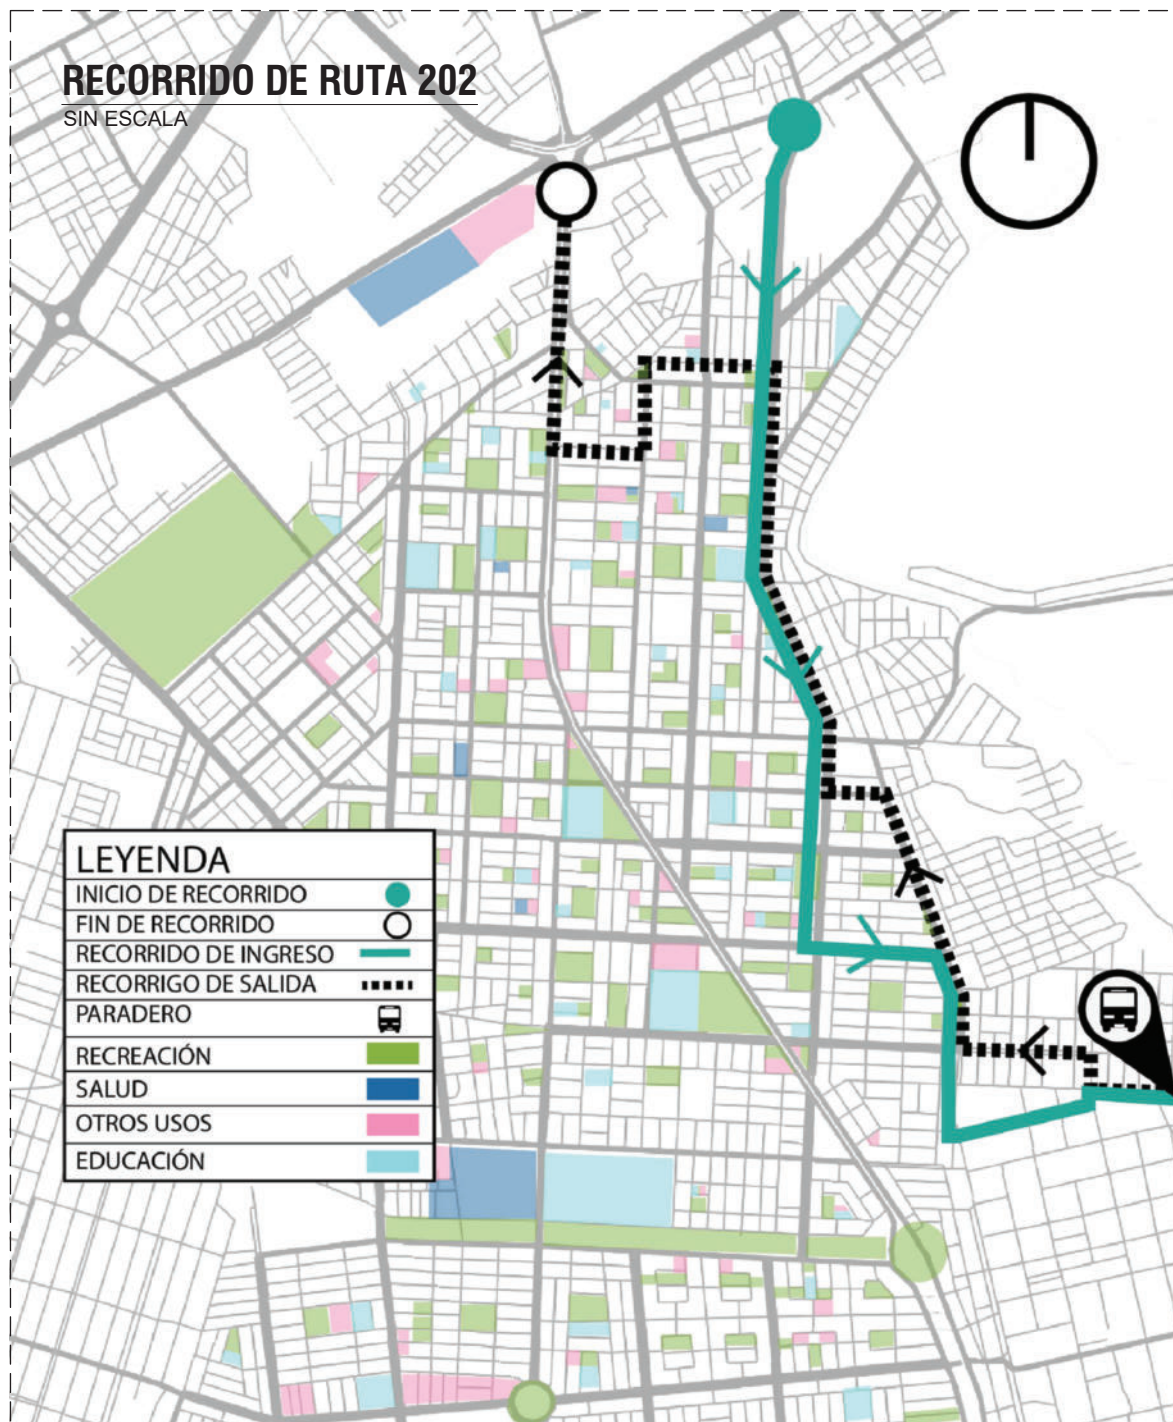 RECORRIDO DE RUTA 202
SIN ESCALA
LEYENDA
INICIO DE RECORRIDO
FIN DE RECORRIDO
RECORRIDO DE INGRESO
RECORRIGO DE SALIDA
PARADERO
RECREACIÓN
SALUD
OTROS USOS
EDUCACIÓN